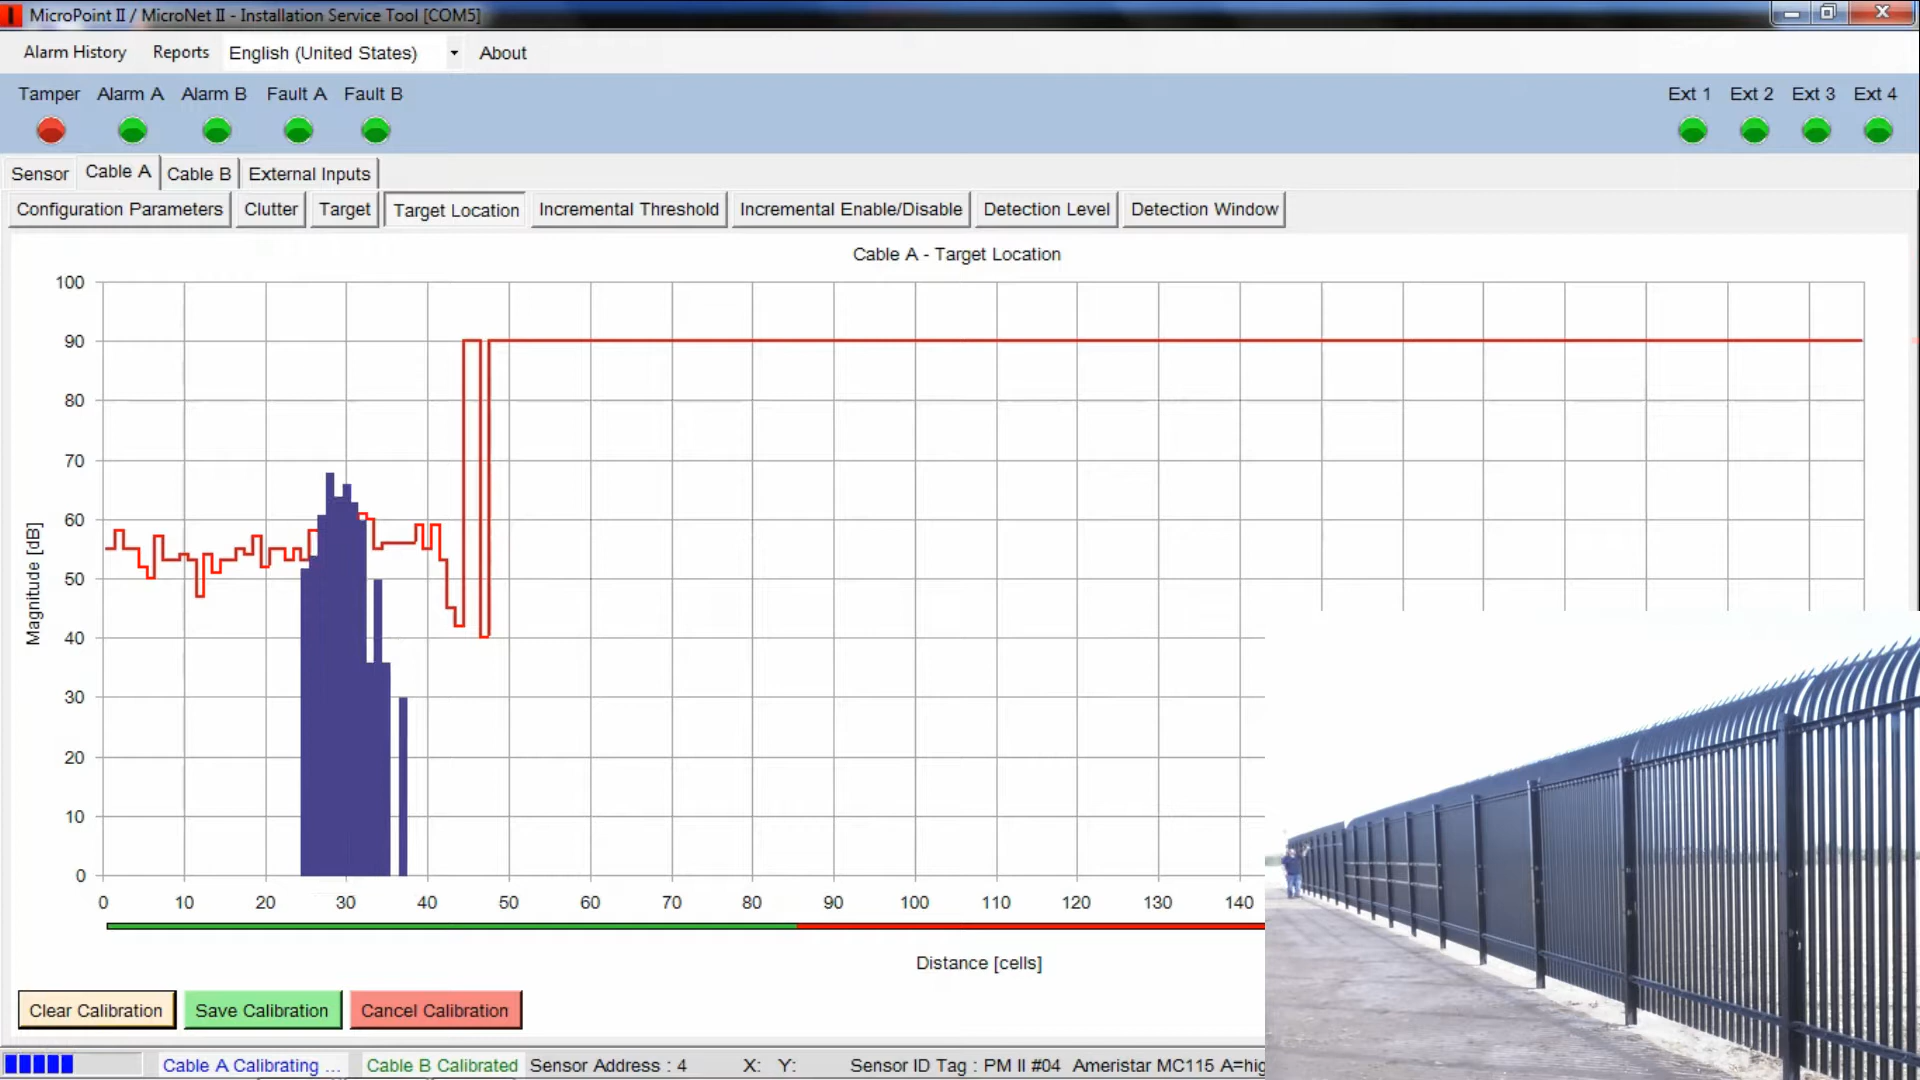 MicroPoint II / MicroNet II - Installation Service Tool [COM5]
Alarm History Reports English (United States) About
Tamper Alarm A Alarm B Fault A Fault B Ext 1 Ext 2 Ext 3 Ext 4
Sensor Cable A Cable B External Inputs
Configuration Parameters Clutter Target Target Location Incremental Threshold Incremental Enable/Disable Detection Level Detection Window
Cable A - Target Location
100
90
80
70
60
50
40
30
20
10
0
Magnitude [dB]
0 10 20 30 40 50 60 70 80 90 100 110 120 130 140
Distance [cells]
Clear Calibration Save Calibration Cancel Calibration
Cable A Calibrating ... Cable B Calibrated Sensor Address : 4 X: Y: Sensor ID Tag : PM II #04 Ameristar MC115 A=hig